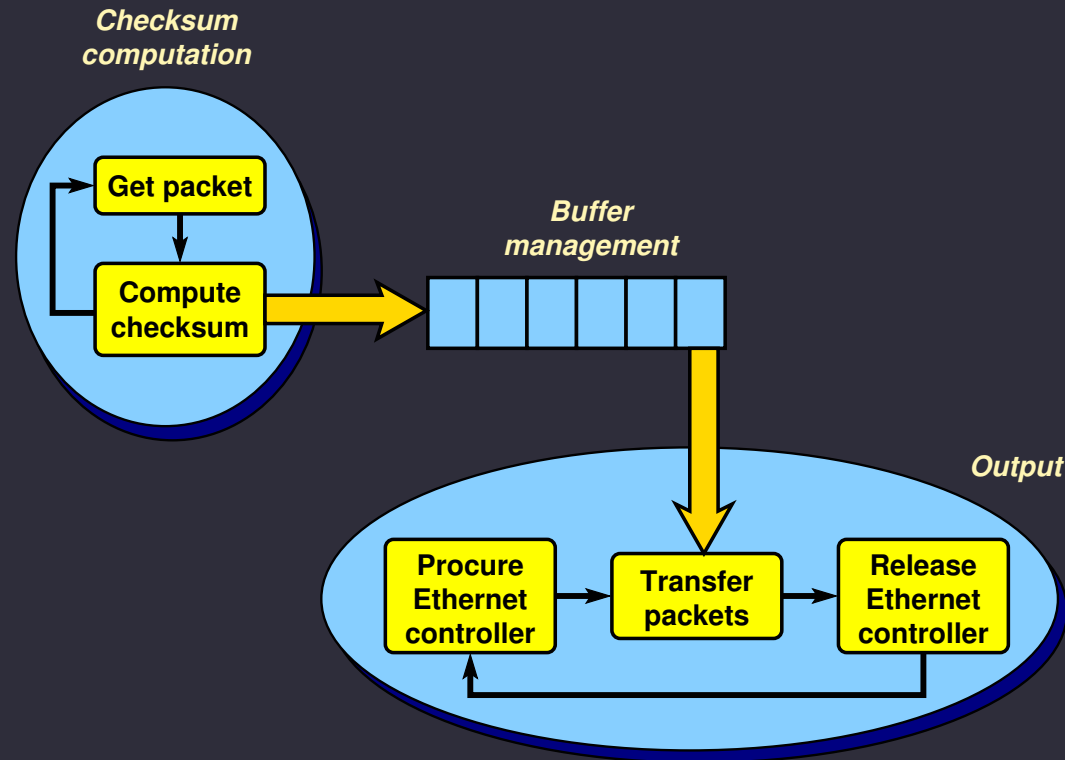 Checksum
computation
Get packet
Compute
checksum
Buffer
management
Output
Procure
Ethernet
controller
Transfer
packets
Release
Ethernet
controller